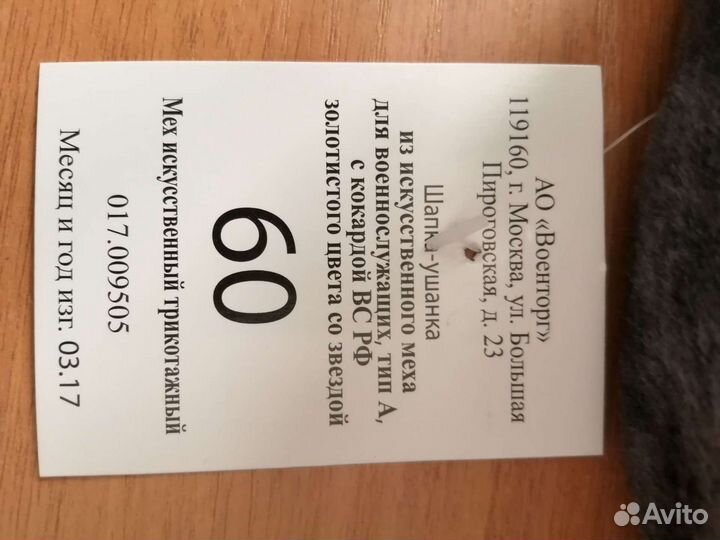 АО «Военторг»
119160, г. Москва, ул. Большая
Пироговская, д. 23
Шапка-ушанка
из искусственного меха
для военнослужащих, тип А,
с кокардой ВС РФ
золотистого цвета со звездой
60
Мех искусственный трикотажный
017.009505
Месяц и год изг. 03.17
Avito